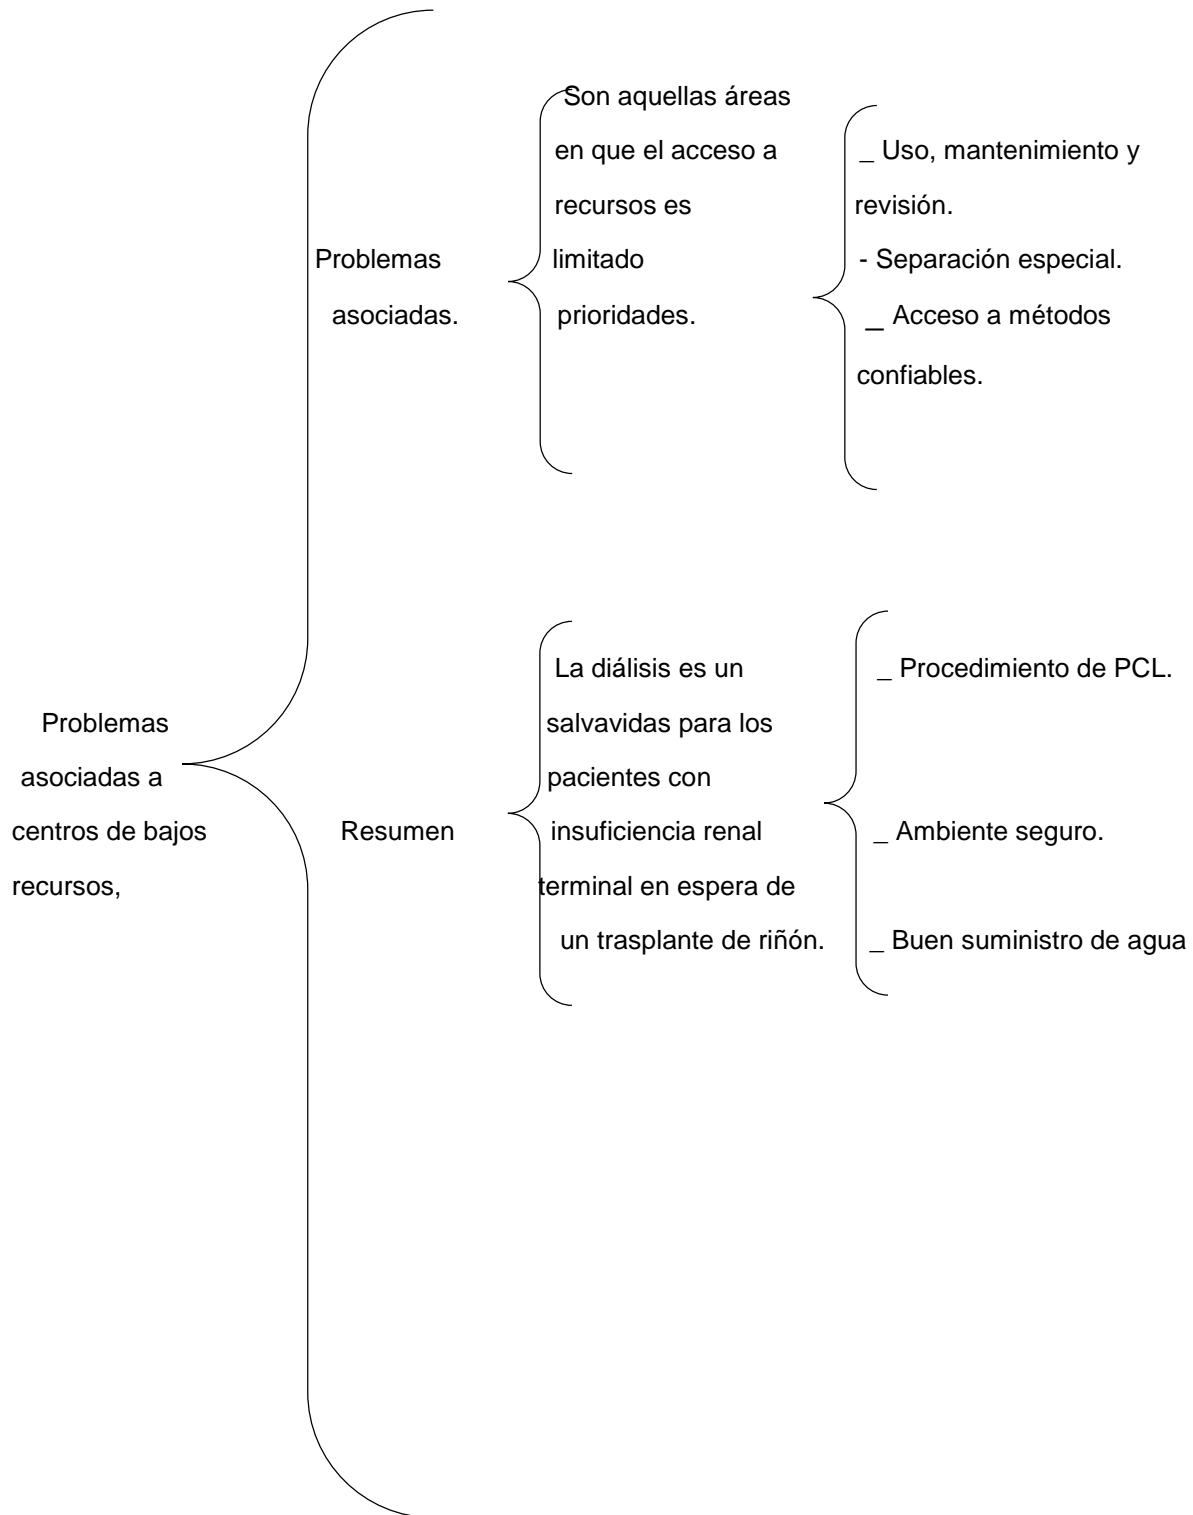 Problemas
asociadas a
centros de bajos
recursos,
Problemas
asociadas.
Son aquellas áreas
en que el acceso a
recursos es
limitado
prioridades.
_ Uso, mantenimiento y
revisión.
- Separación especial.
_ Acceso a métodos
confiables.
Resumen
La diálisis es un
salvavidas para los
pacientes con
insuficiencia renal
terminal en espera de
un trasplante de riñón.
_ Procedimiento de PCL.
_ Ambiente seguro.
_ Buen suministro de agua